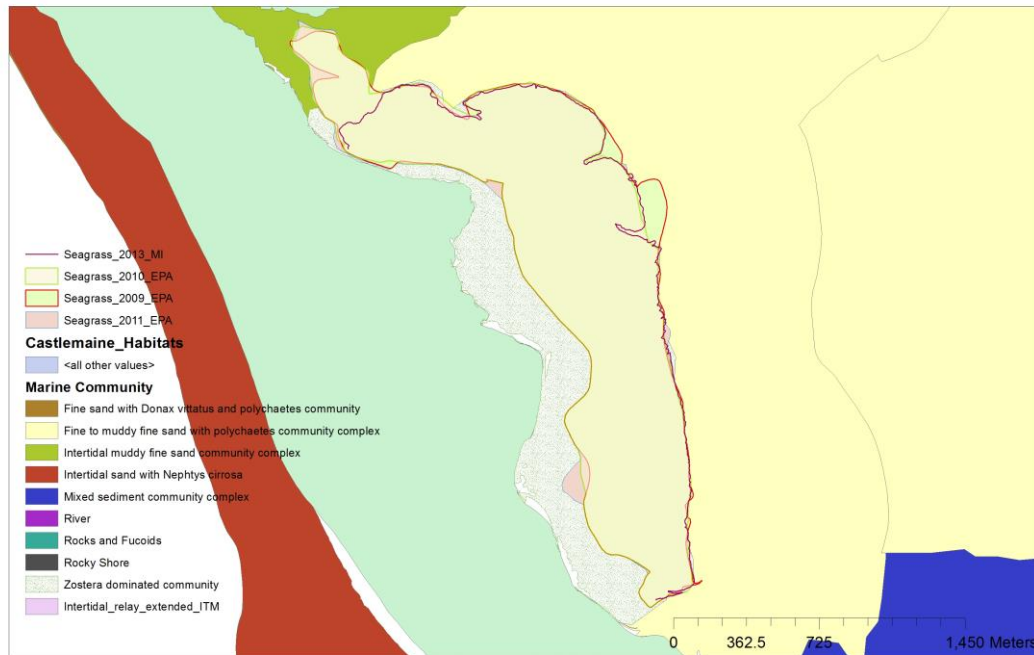 Seagrass_2013_MI
Seagrass_2010_EPA
Seagrass_2009_EPA
Seagrass_2011_EPA
Castlemaine_Habitats
<all other values>
Marine Community
Fine sand with Donax vittatus and polychaetes community
Fine to muddy fine sand with polychaetes community complex
Intertidal muddy fine sand community complex
Intertidal sand with Nephtys cirrosa
Mixed sediment community complex
River
Rocks and Fucoids
Rocky Shore
Zostera dominated community
Intertidal_relay_extended_ITM
0 362.5 725 1,450 Meters